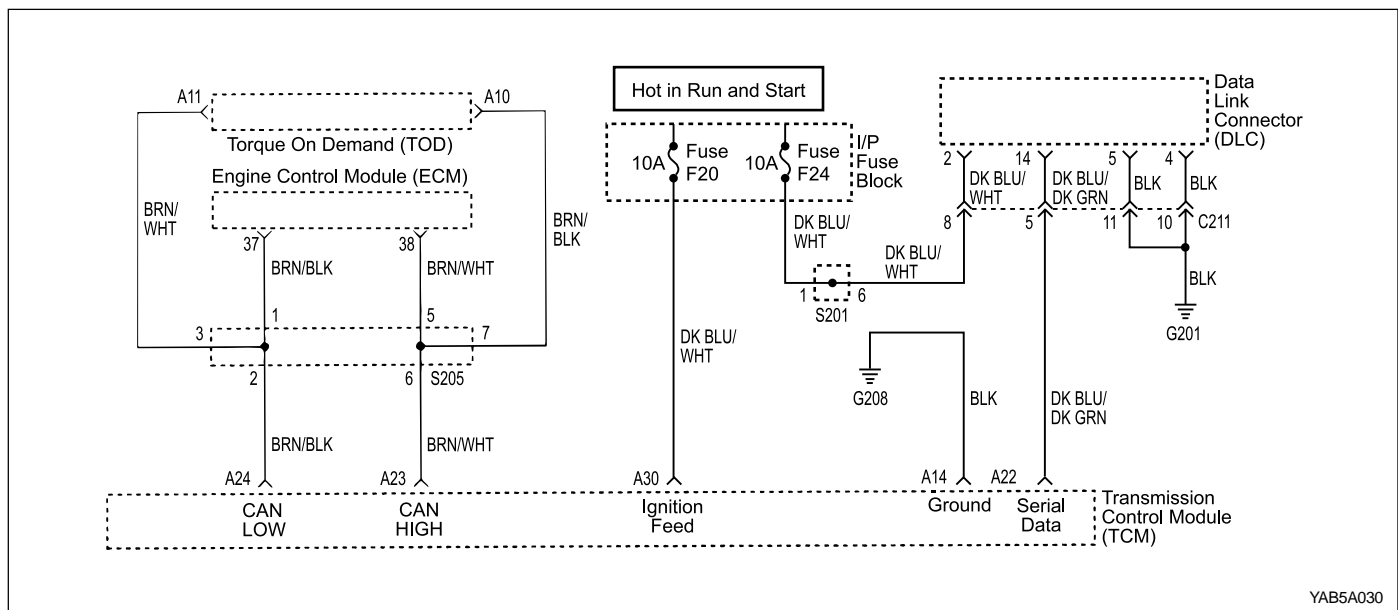 A11
A10
Torque On Demand (TOD)
Engine Control Module (ECM)
BRN/
WHT
BRN/
BLK
37
38
BRN/BLK
BRN/WHT
3
1
5
7
2
6
S205
BRN/BLK
BRN/WHT
A24
A23
CAN
LOW
CAN
HIGH
Hot in Run and Start
10A
Fuse
F20
10A
Fuse
F24
I/P
Fuse
Block
DK BLU/
WHT
DK BLU/
WHT
1
6
S201
DK BLU/
WHT
A30
Ignition
Feed
Data
Link
Connector
(DLC)
2
14
5
4
DK BLU/
WHT
DK BLU/
DK GRN
BLK
BLK
8
5
11
10
C211
BLK
G201
G208
BLK
DK BLU/
DK GRN
A14
A22
Ground
Serial
Data
Transmission
Control Module
(TCM)
YAB5A030